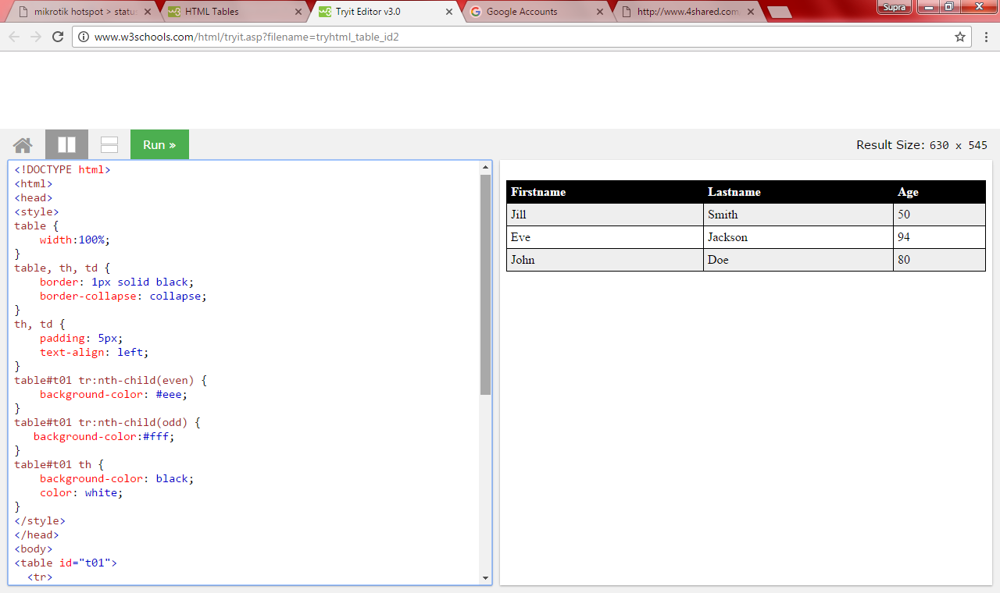 mikrotik hotspot > statu
HTML Tables
Tryit Editor v3.0
Google Accounts
http://www.4shared.com
Supra
www.w3schools.com/html/tryit.asp?filename=tryhtml_table_id2
Run »
Result Size: 630 x 545
<!DOCTYPE html>
<html>
<head>
<style>
table {
    width:100%;
}
table, th, td {
    border: 1px solid black;
    border-collapse: collapse;
}
th, td {
    padding: 5px;
    text-align: left;
}
table#t01 tr:nth-child(even) {
    background-color: #eee;
}
table#t01 tr:nth-child(odd) {
   background-color:#fff;
}
table#t01 th {
    background-color: black;
    color: white;
}
</style>
</head>
<body>
<table id="t01">
  <tr>
Firstname Lastname Age
Jill Smith 50
Eve Jackson 94
John Doe 80